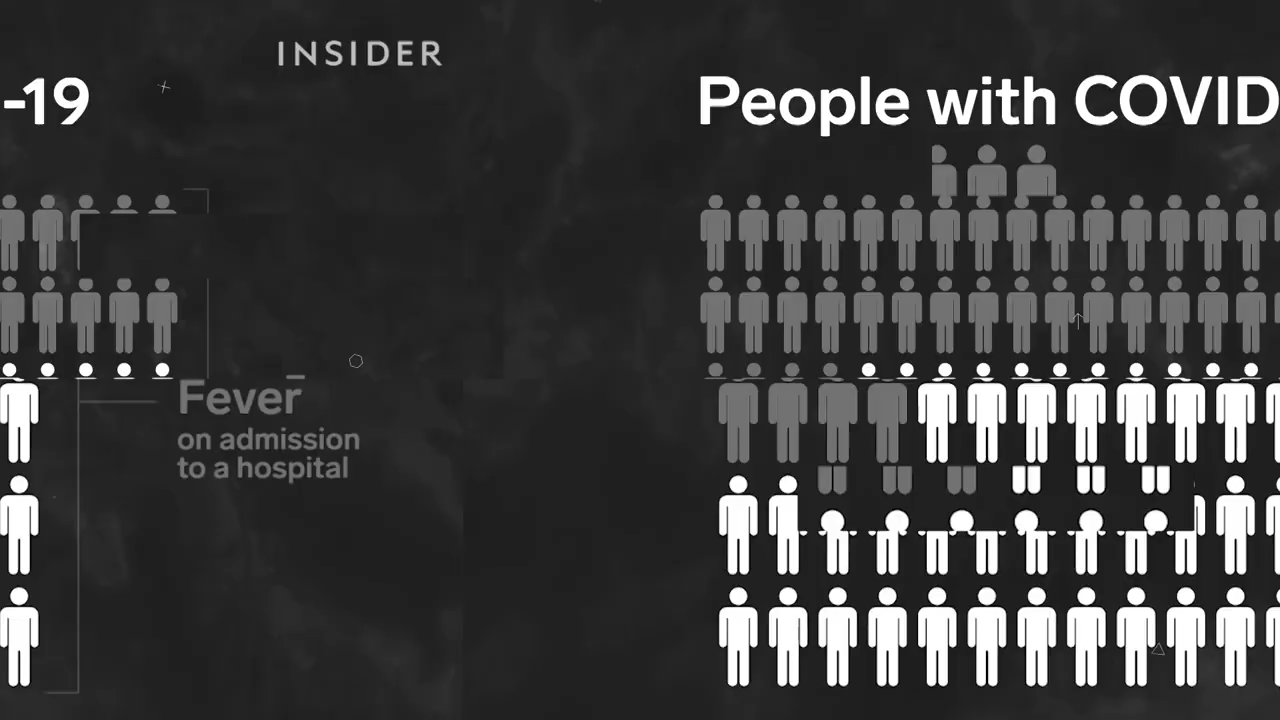 INSIDER
-19
People with COVID
Fever
on admission
to a hospital